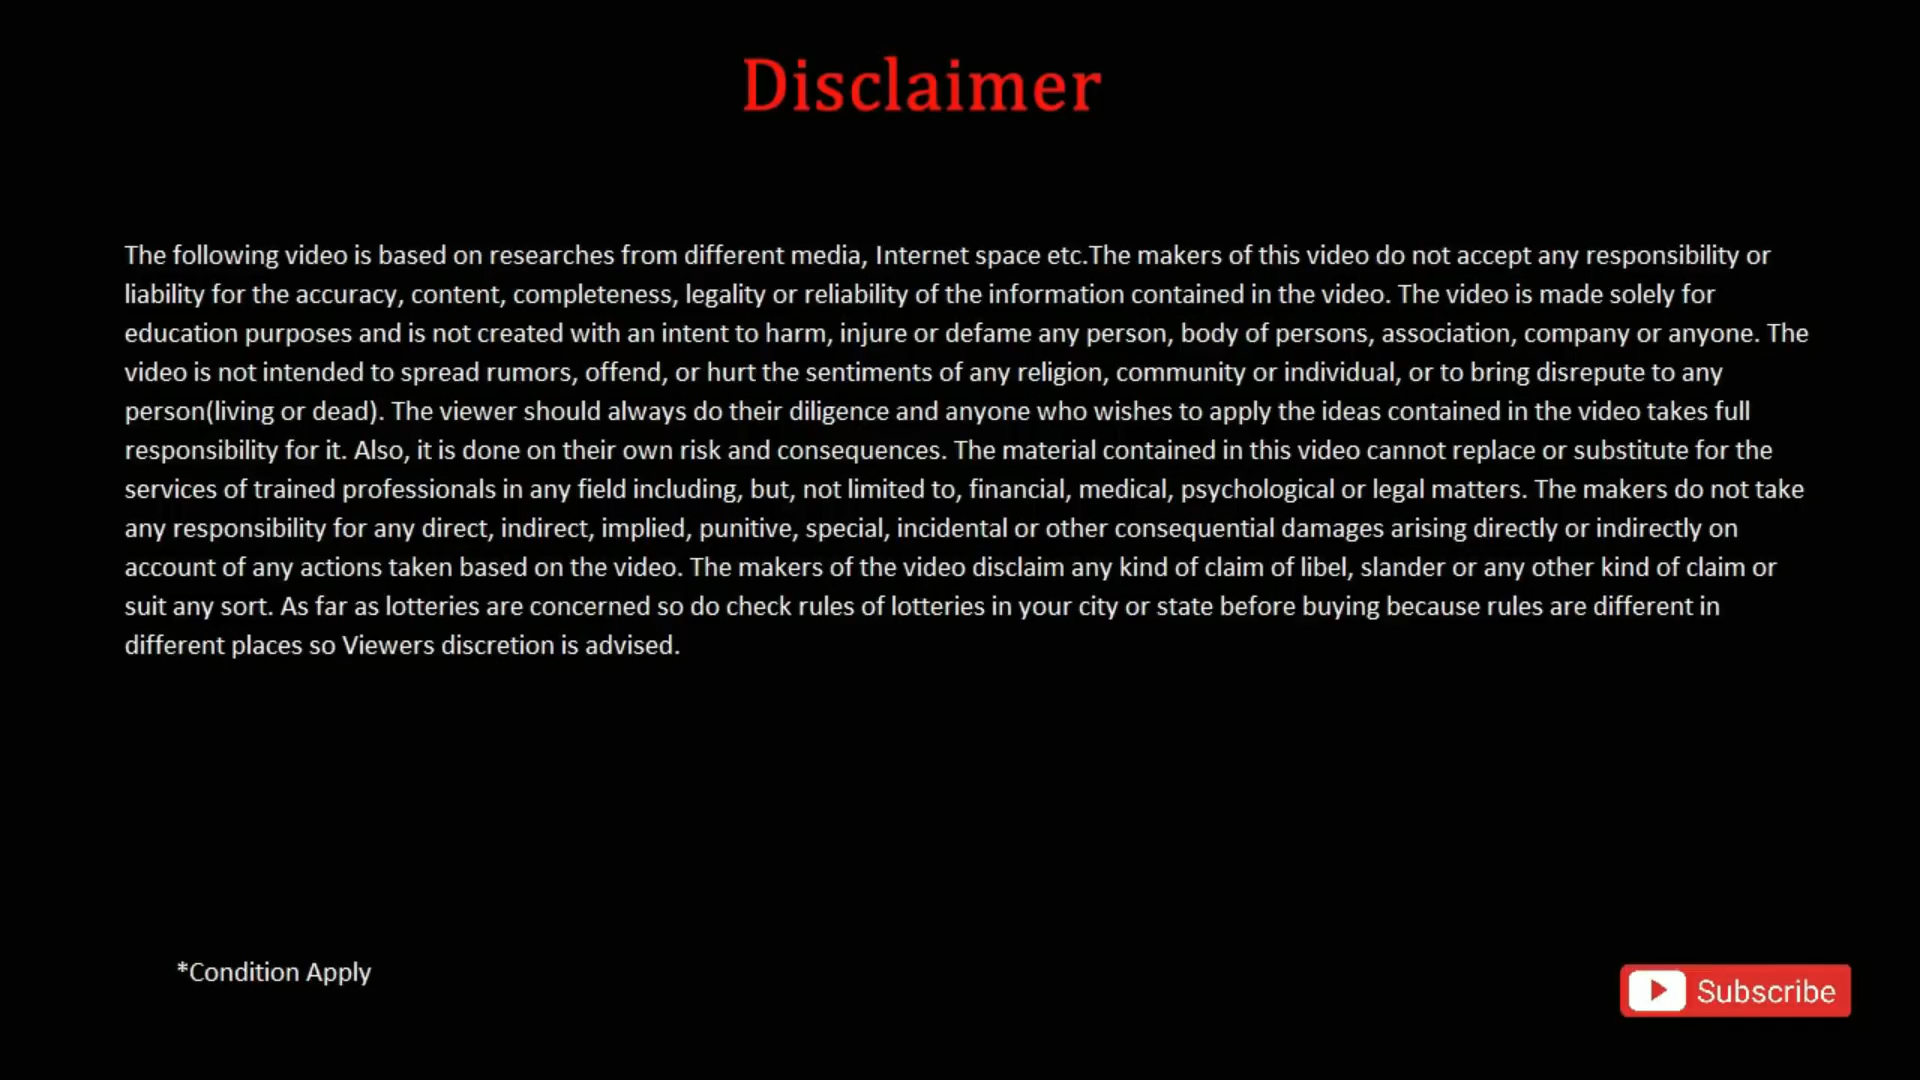 Disclaimer
The following video is based on researches from different media, Internet space etc.The makers of this video do not accept any responsibility or
liability for the accuracy, content, completeness, legality or reliability of the information contained in the video. The video is made solely for
education purposes and is not created with an intent to harm, injure or defame any person, body of persons, association, company or anyone. The
video is not intended to spread rumors, offend, or hurt the sentiments of any religion, community or individual, or to bring disrepute to any
person(living or dead). The viewer should always do their diligence and anyone who wishes to apply the ideas contained in the video takes full
responsibility for it. Also, it is done on their own risk and consequences. The material contained in this video cannot replace or substitute for the
services of trained professionals in any field including, but, not limited to, financial, medical, psychological or legal matters. The makers do not take
any responsibility for any direct, indirect, implied, punitive, special, incidental or other consequential damages arising directly or indirectly on
account of any actions taken based on the video. The makers of the video disclaim any kind of claim of libel, slander or any other kind of claim or
suit any sort. As far as lotteries are concerned so do check rules of lotteries in your city or state before buying because rules are different in
different places so Viewers discretion is advised.
*Condition Apply
Subscribe